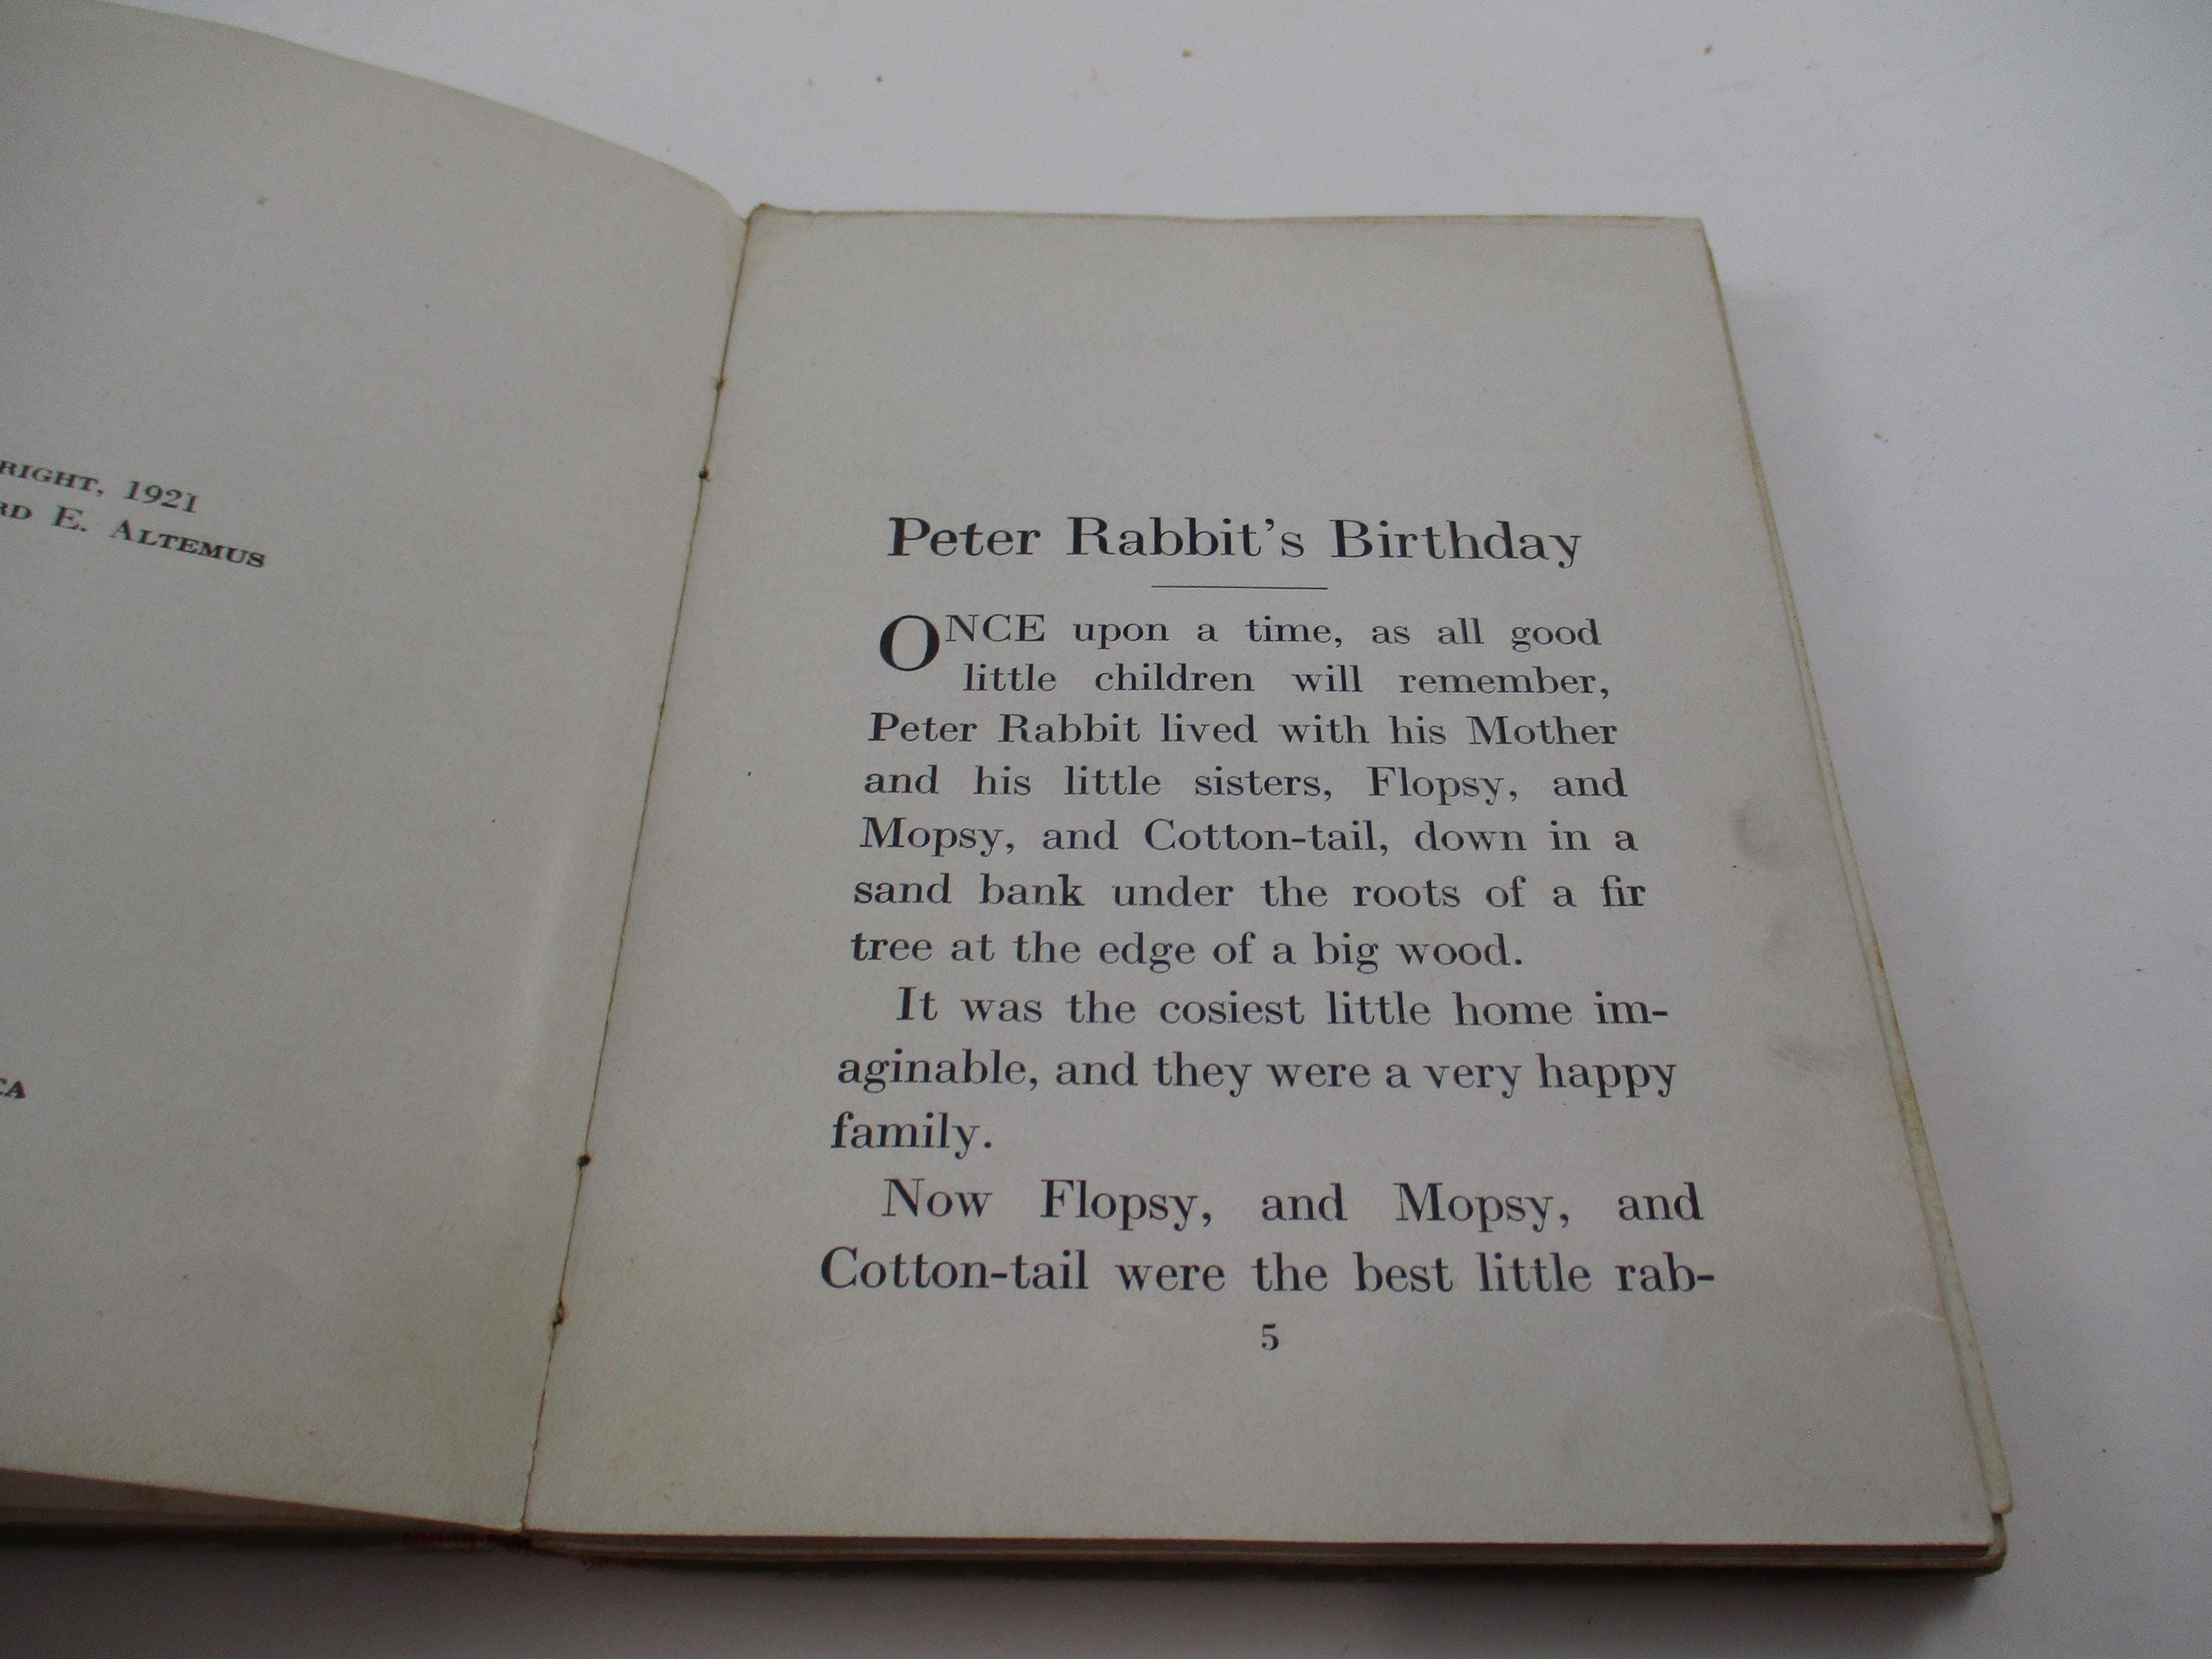 RIGHT, 1921
RD E. ALTEMUS
CA
Peter Rabbit's Birthday
ONCE upon a time, as all good
little children will remember,
Peter Rabbit lived with his Mother
and his little sisters, Flopsy, and
Mopsy, and Cotton-tail, down in a
sand bank under the roots of a fir
tree at the edge of a big wood.
It was the cosiest little home im-
aginable, and they were a very happy
family.
Now Flopsy, and Mopsy, and
Cotton-tail were the best little rab-
5